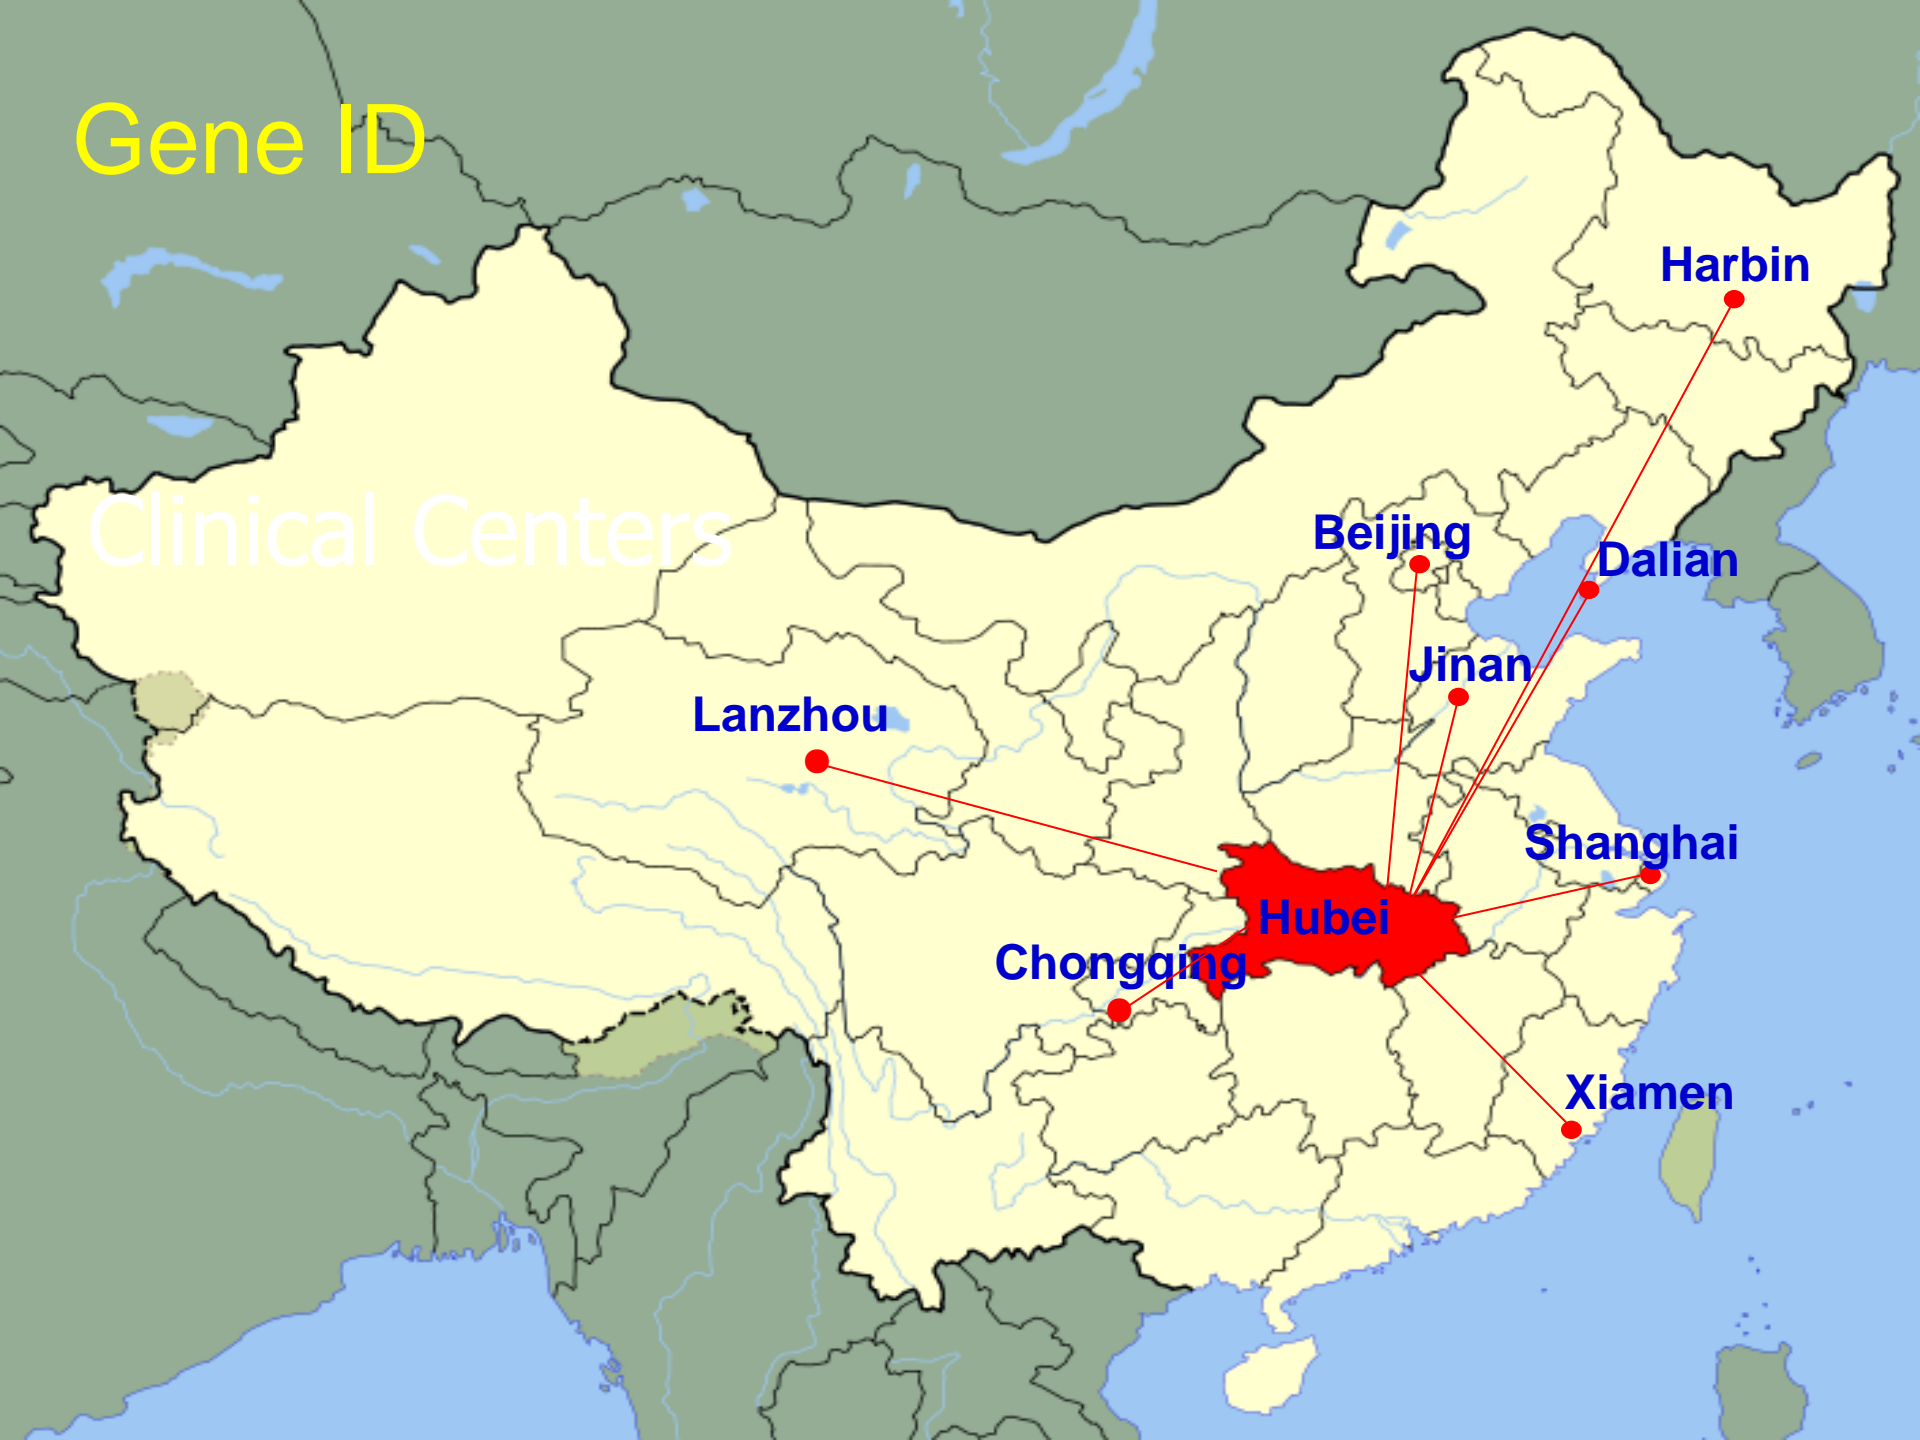 Gene ID
Harbin
Clinical Centers
Beijing
Dalian
Jinan
Lanzhou
Shanghai
Hubei
Chongqing
Xiamen